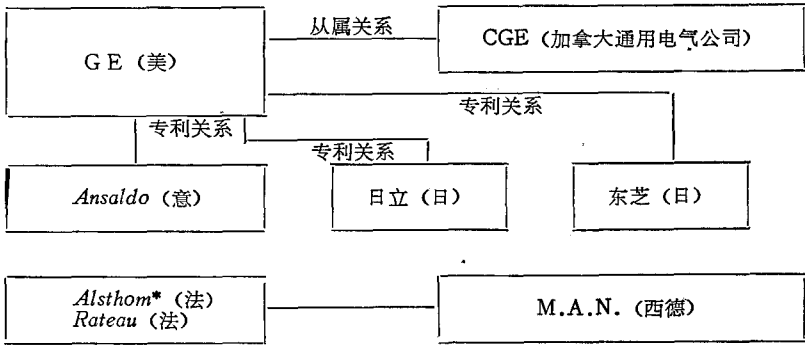 从属关系
CGE（加拿大通用电气公司）
GE（美）
专利关系
专利关系
专利关系
Ansaldo（意）
日立（日）
东芝（日）
Alsthom*（法）
Rateau（法）
M.A.N.（西德）